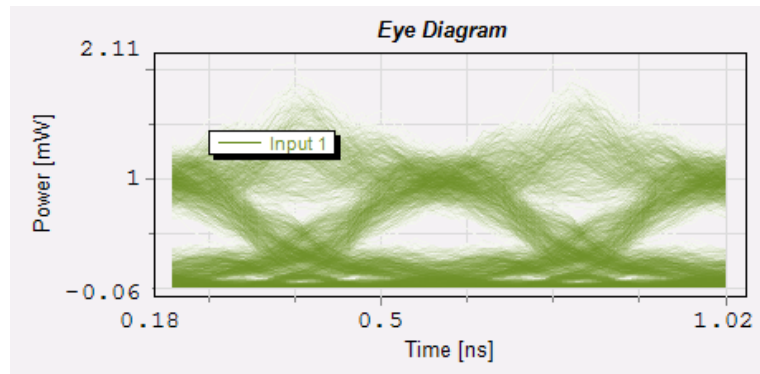 Eye Diagram
2.11
Input 1
1
Power [mW]
-0.06
0.18
0.5
1.02
Time [ns]